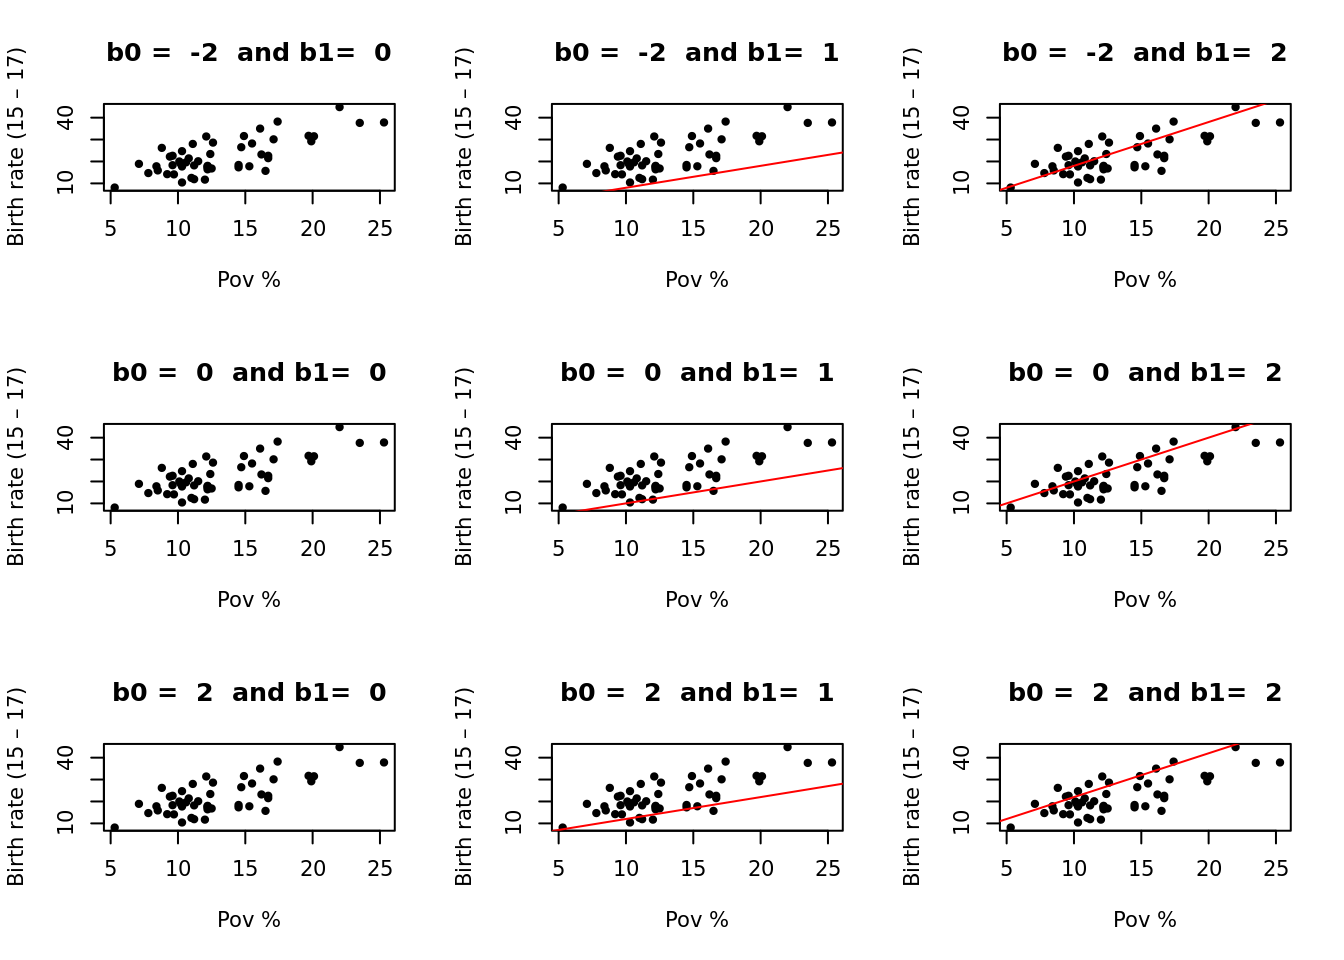 b0 =  -2  and b1=  0
Birth rate (15 – 17)
40
10
5 10 15 20 25
Pov %
b0 =  -2  and b1=  1
Birth rate (15 – 17)
40
10
5 10 15 20 25
Pov %
b0 =  -2  and b1=  2
Birth rate (15 – 17)
40
10
5 10 15 20 25
Pov %
b0 =  0  and b1=  0
Birth rate (15 – 17)
40
10
5 10 15 20 25
Pov %
b0 =  0  and b1=  1
Birth rate (15 – 17)
40
10
5 10 15 20 25
Pov %
b0 =  0  and b1=  2
Birth rate (15 – 17)
40
10
5 10 15 20 25
Pov %
b0 =  2  and b1=  0
Birth rate (15 – 17)
40
10
5 10 15 20 25
Pov %
b0 =  2  and b1=  1
Birth rate (15 – 17)
40
10
5 10 15 20 25
Pov %
b0 =  2  and b1=  2
Birth rate (15 – 17)
40
10
5 10 15 20 25
Pov %